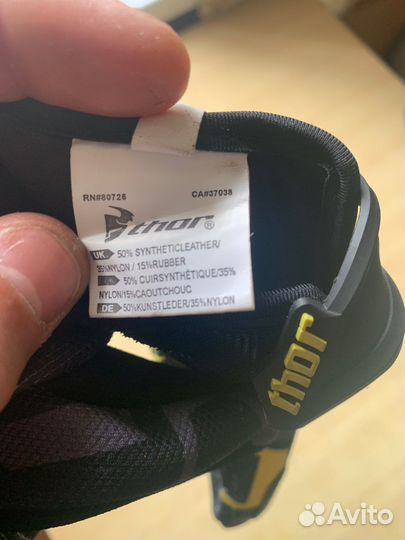 RN#80726 CA#37038
thor ®
UK 50% SYNTHETICLEATHER/
35%NYLON / 15%RUBBER
50% CUIRSYNTHÉTIQUE/35%
NYLON/15%CAOUTCHOUC
DE 50%KUNSTLEDER/35%NYLON
thor
Avito